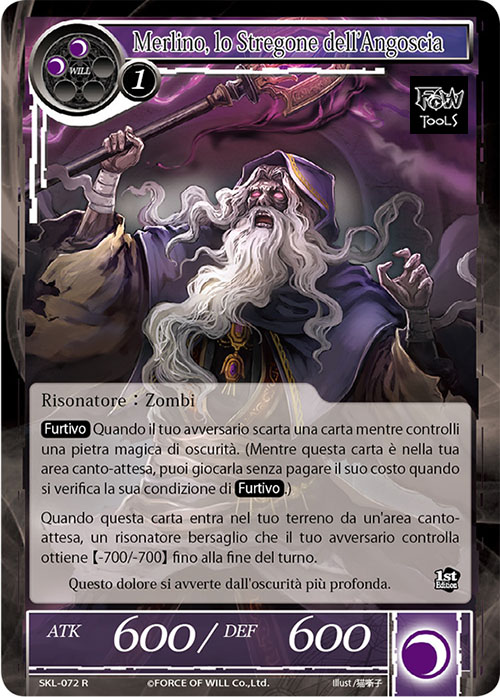 Merlino, lo Stregone dell'Angoscia
WILL
1
FoW
TOOLS
Risonatore : Zombi
Furtivo Quando il tuo avversario scarta una carta mentre controlli
una pietra magica di oscurità. (Mentre questa carta è nella tua
area canto-attesa, puoi giocarla senza pagare il suo costo quando
si verifica la sua condizione di Furtivo.)
Quando questa carta entra nel tuo terreno da un'area canto-
attesa, un risonatore bersaglio che il tuo avversario controlla
ottiene【-700/-700】fino alla fine del turno.
Questo dolore si avverte dall'oscurità più profonda.
1st
Edition
ATK 600 / DEF 600
SKL-072 R ©FORCE OF WILL Co.,Ltd. Illust/猫囃子